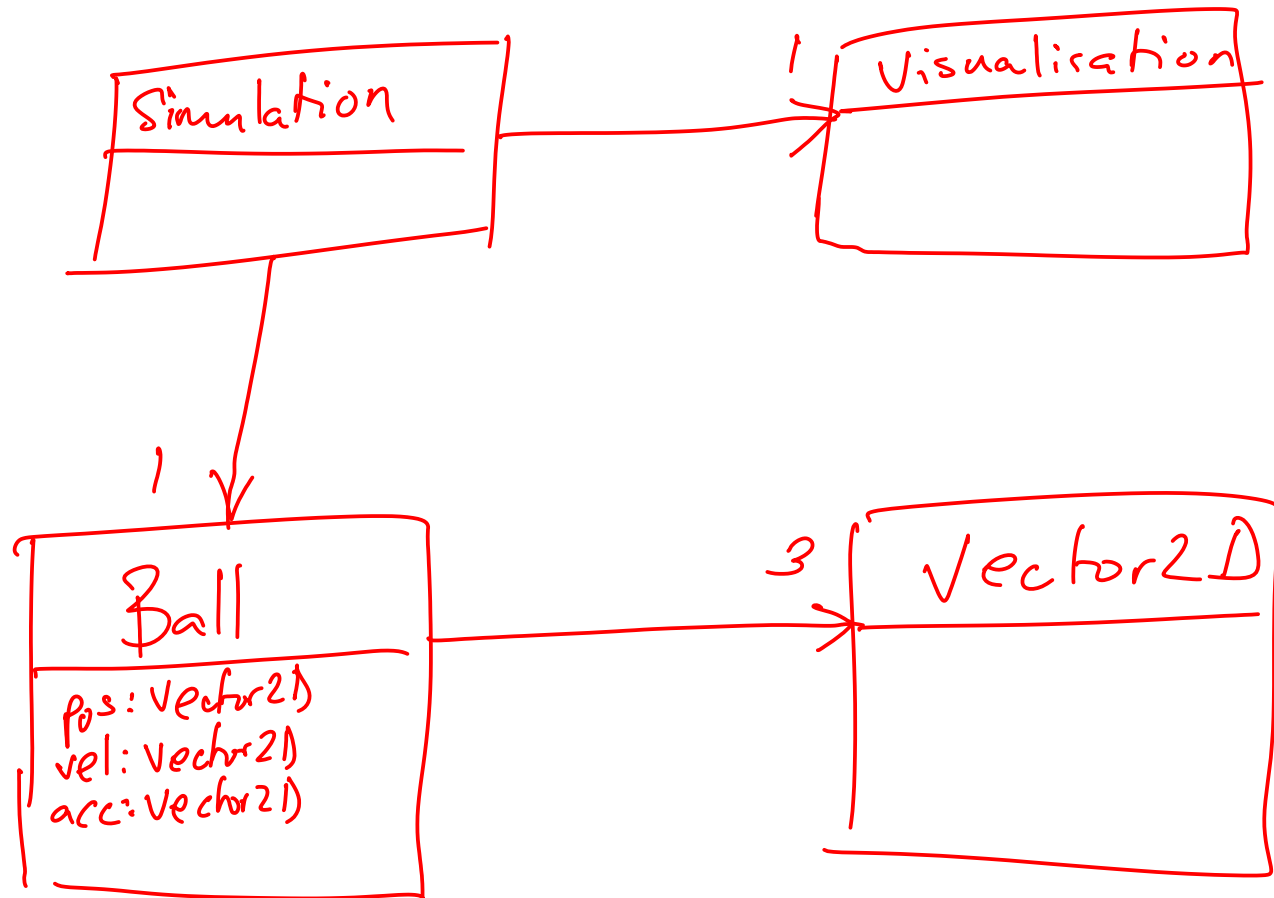 Simulation
1
Visualisation
1
Ball
pos: Vector2D
vel: Vector2D
acc: Vector2D
3
Vector2D